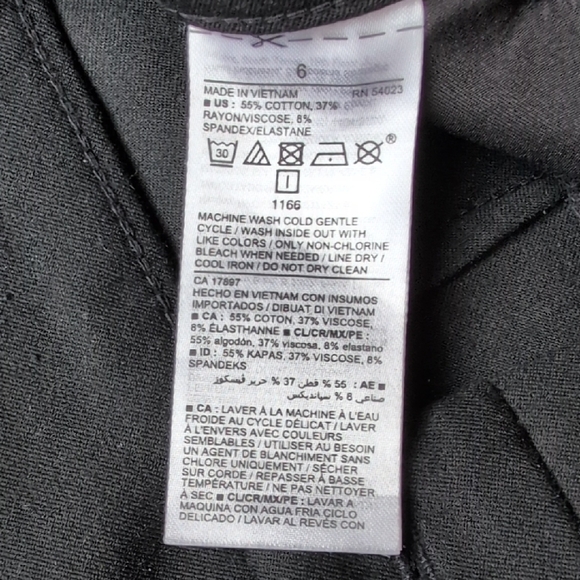 6
MADE IN VIETNAM RN 54023
■ US : 55% COTTON, 37%
RAYON/VISCOSE, 8%
SPANDEX/ELASTANE
30
®
1166
MACHINE WASH COLD GENTLE
CYCLE / WASH INSIDE OUT WITH
LIKE COLORS / ONLY NON-CHLORINE
BLEACH WHEN NEEDED / LINE DRY /
COOL IRON / DO NOT DRY CLEAN
CA 17897
HECHO EN VIETNAM CON INSUMOS
IMPORTADOS / DIBUAT DI VIETNAM
■ CA : 55% COTON, 37% VISCOSE,
8% ÉLASTHANNE ■ CL/CR/MX/PE :
55% algodón, 37% viscosa, 8% elastano
■ ID : 55% KAPAS, 37% VISCOSE, 8%
SPANDEKS
■ AE : 55 % قطن 37 % حرير ڤيسكوز
صناعي 8 % سپانديكس
■ CA : LAVER À LA MACHINE À L'EAU
FROIDE AU CYCLE DÉLICAT / LAVER
À L'ENVERS AVEC COULEURS
SEMBLABLES / UTILISER AU BESOIN
UN AGENT DE BLANCHIMENT SANS
CHLORE UNIQUEMENT / SÉCHER
SUR CORDE / REPASSER À BASSE
TEMPÉRATURE / NE PAS NETTOYER
À SEC ■ CL/CR/MX/PE : LAVAR A
MAQUINA CON AGUA FRIA CICLO
DELICADO / LAVAR AL REVÉS CON